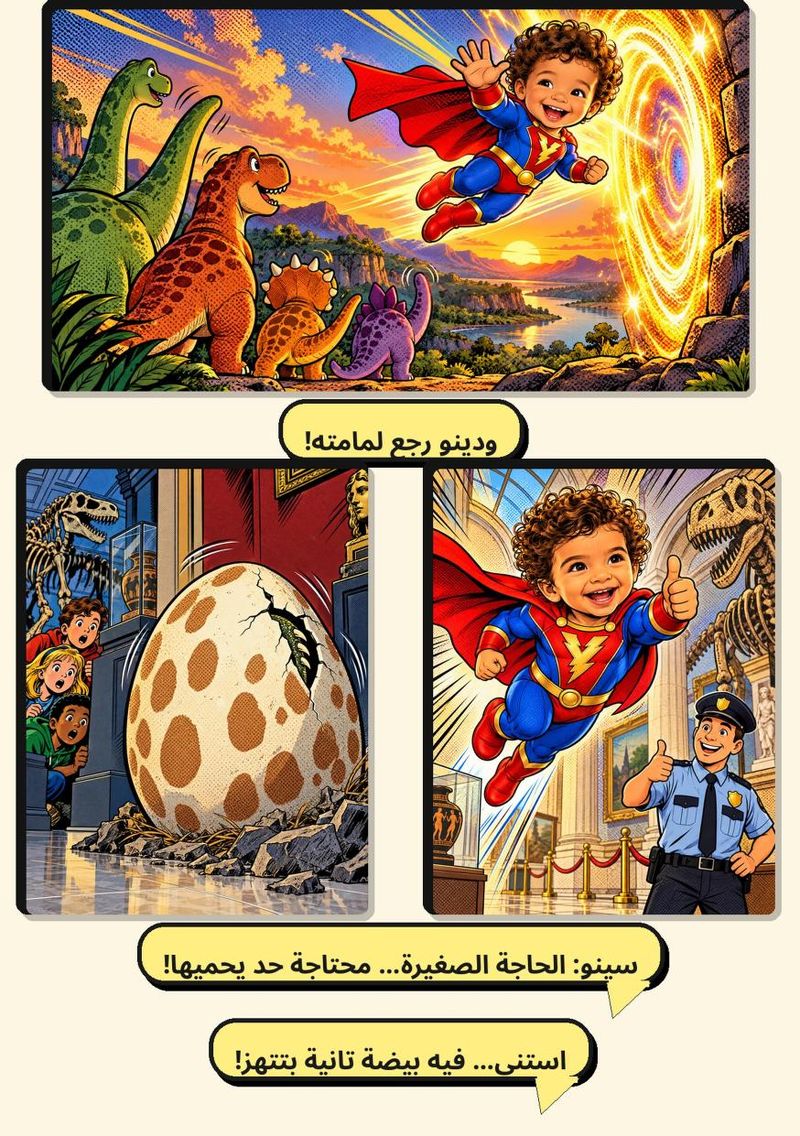 ودينو رجع لمامته!
سينو: الحاجة الصغيرة... محتاجة حد يحميها!
استنى... فيه بيضة تانية بتتهز!